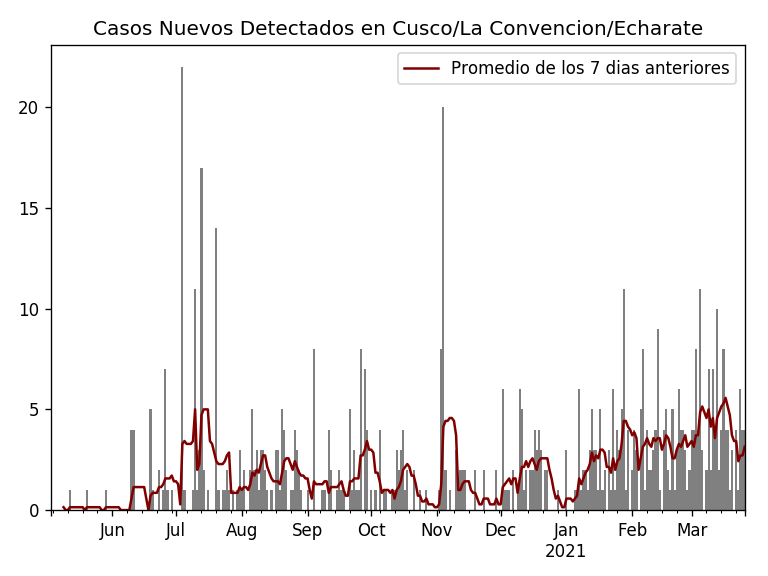 Casos Nuevos Detectados en Cusco/La Convencion/Echarate
Promedio de los 7 dias anteriores
20
15
10
5
0
Jun Jul Aug Sep Oct Nov Dec Jan Feb Mar
2021